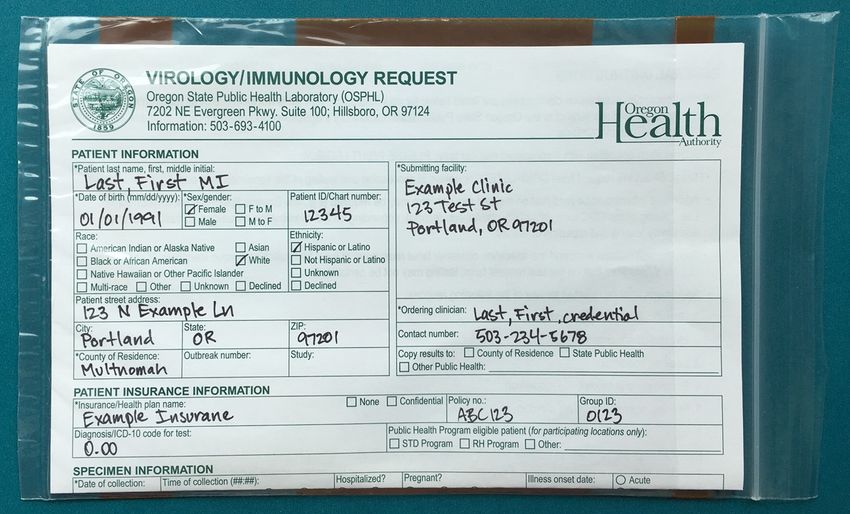 STATE OF OREGON
1859
VIROLOGY/IMMUNOLOGY REQUEST
Oregon State Public Health Laboratory (OSPHL)
7202 NE Evergreen Pkwy. Suite 100; Hillsboro, OR 97124
Information: 503-693-4100
Oregon
Health
Authority
PATIENT INFORMATION
*Patient last name, first, middle initial:
Last, First MI
*Date of birth (mm/dd/yyyy): *Sex/gender: Patient ID/Chart number:
01/01/1991 Female F to M 12345
Male M to F
Race: Ethnicity:
American Indian or Alaska Native Asian Hispanic or Latino
Black or African American White Not Hispanic or Latino
Native Hawaiian or Other Pacific Islander Unknown
Multi-race Other Unknown Declined Declined
Patient street address:
123 N Example Ln
City: State: ZIP:
Portland OR 97201
*County of Residence: Outbreak number: Study:
Multnomah
*Submitting facility:
Example Clinic
123 Test St
Portland, OR 97201
*Ordering clinician: Last, First, credential
Contact number: 503-234-5678
Copy results to: County of Residence State Public Health
Other Public Health:
PATIENT INSURANCE INFORMATION
*Insurance/Health plan name: None Confidential Policy no.: Group ID:
Example Insurane ABC123 0123
Diagnosis/ICD-10 code for test: Public Health Program eligible patient (for participating locations only):
0.00 STD Program RH Program Other:
SPECIMEN INFORMATION
*Date of collection: Time of collection (##:##): Hospitalized? Pregnant? Illness onset date: Acute